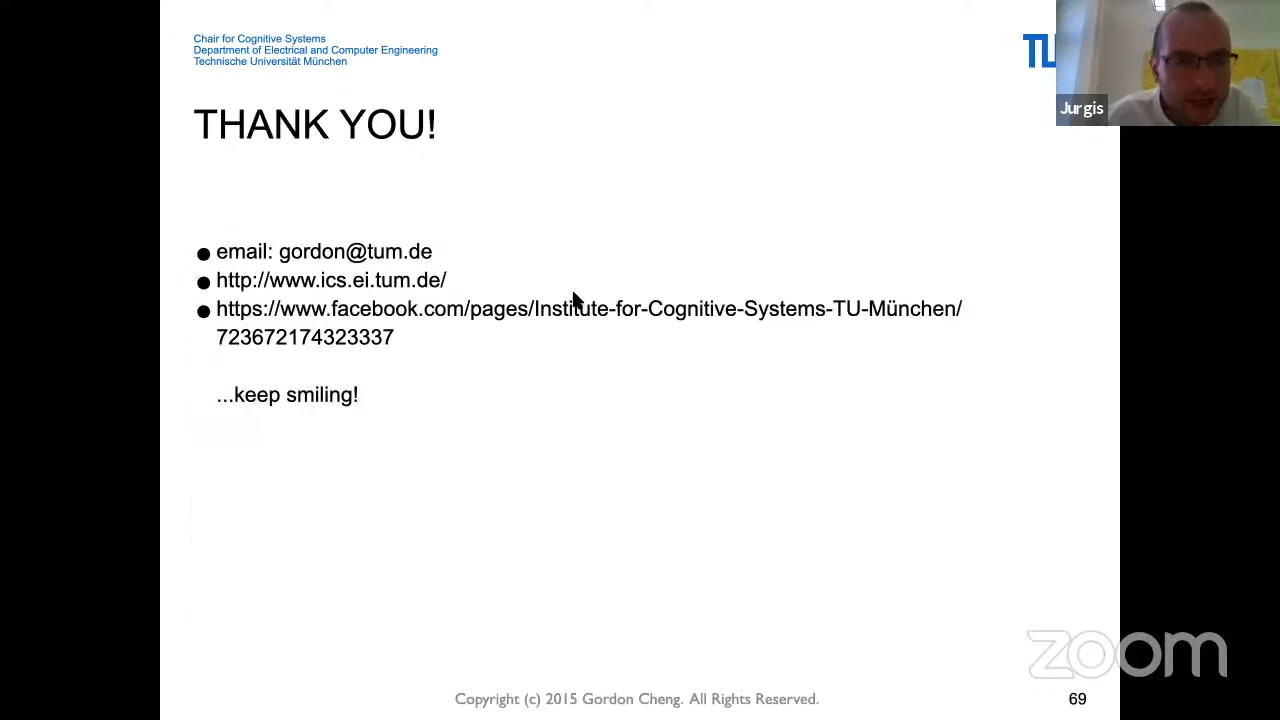 Chair for Cognitive Systems
Department of Electrical and Computer Engineering
Technische Universität München
TU
Jurgis
THANK YOU!
● email: gordon@tum.de
● http://www.ics.ei.tum.de/
● https://www.facebook.com/pages/Institute-for-Cognitive-Systems-TU-München/
723672174323337
...keep smiling!
zoom
Copyright (c) 2015 Gordon Cheng. All Rights Reserved.
69